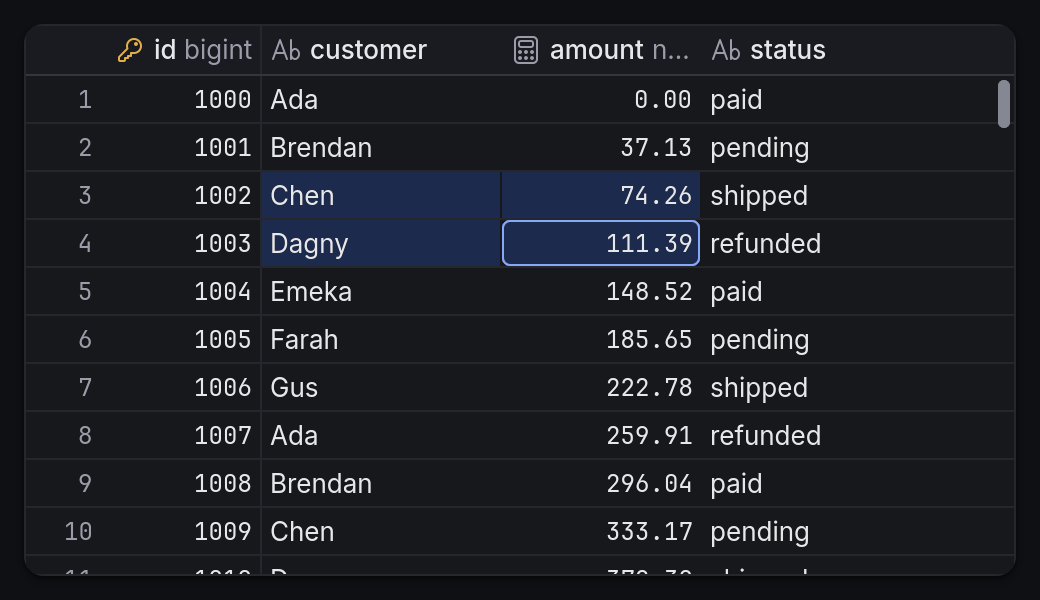 id bigint Ab customer amount n... Ab status
1 1000 Ada 0.00 paid
2 1001 Brendan 37.13 pending
3 1002 Chen 74.26 shipped
4 1003 Dagny 111.39 refunded
5 1004 Emeka 148.52 paid
6 1005 Farah 185.65 pending
7 1006 Gus 222.78 shipped
8 1007 Ada 259.91 refunded
9 1008 Brendan 296.04 paid
10 1009 Chen 333.17 pending